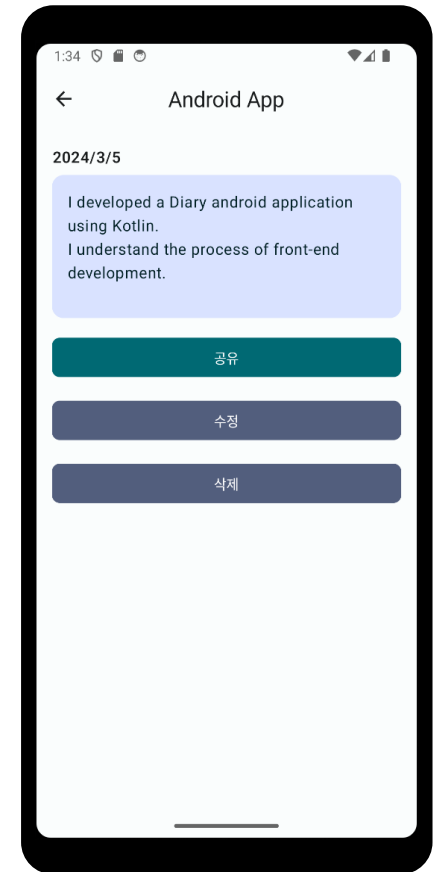 1:34
Android App
2024/3/5
I developed a Diary android application
using Kotlin.
I understand the process of front-end
development.
공유
수정
삭제